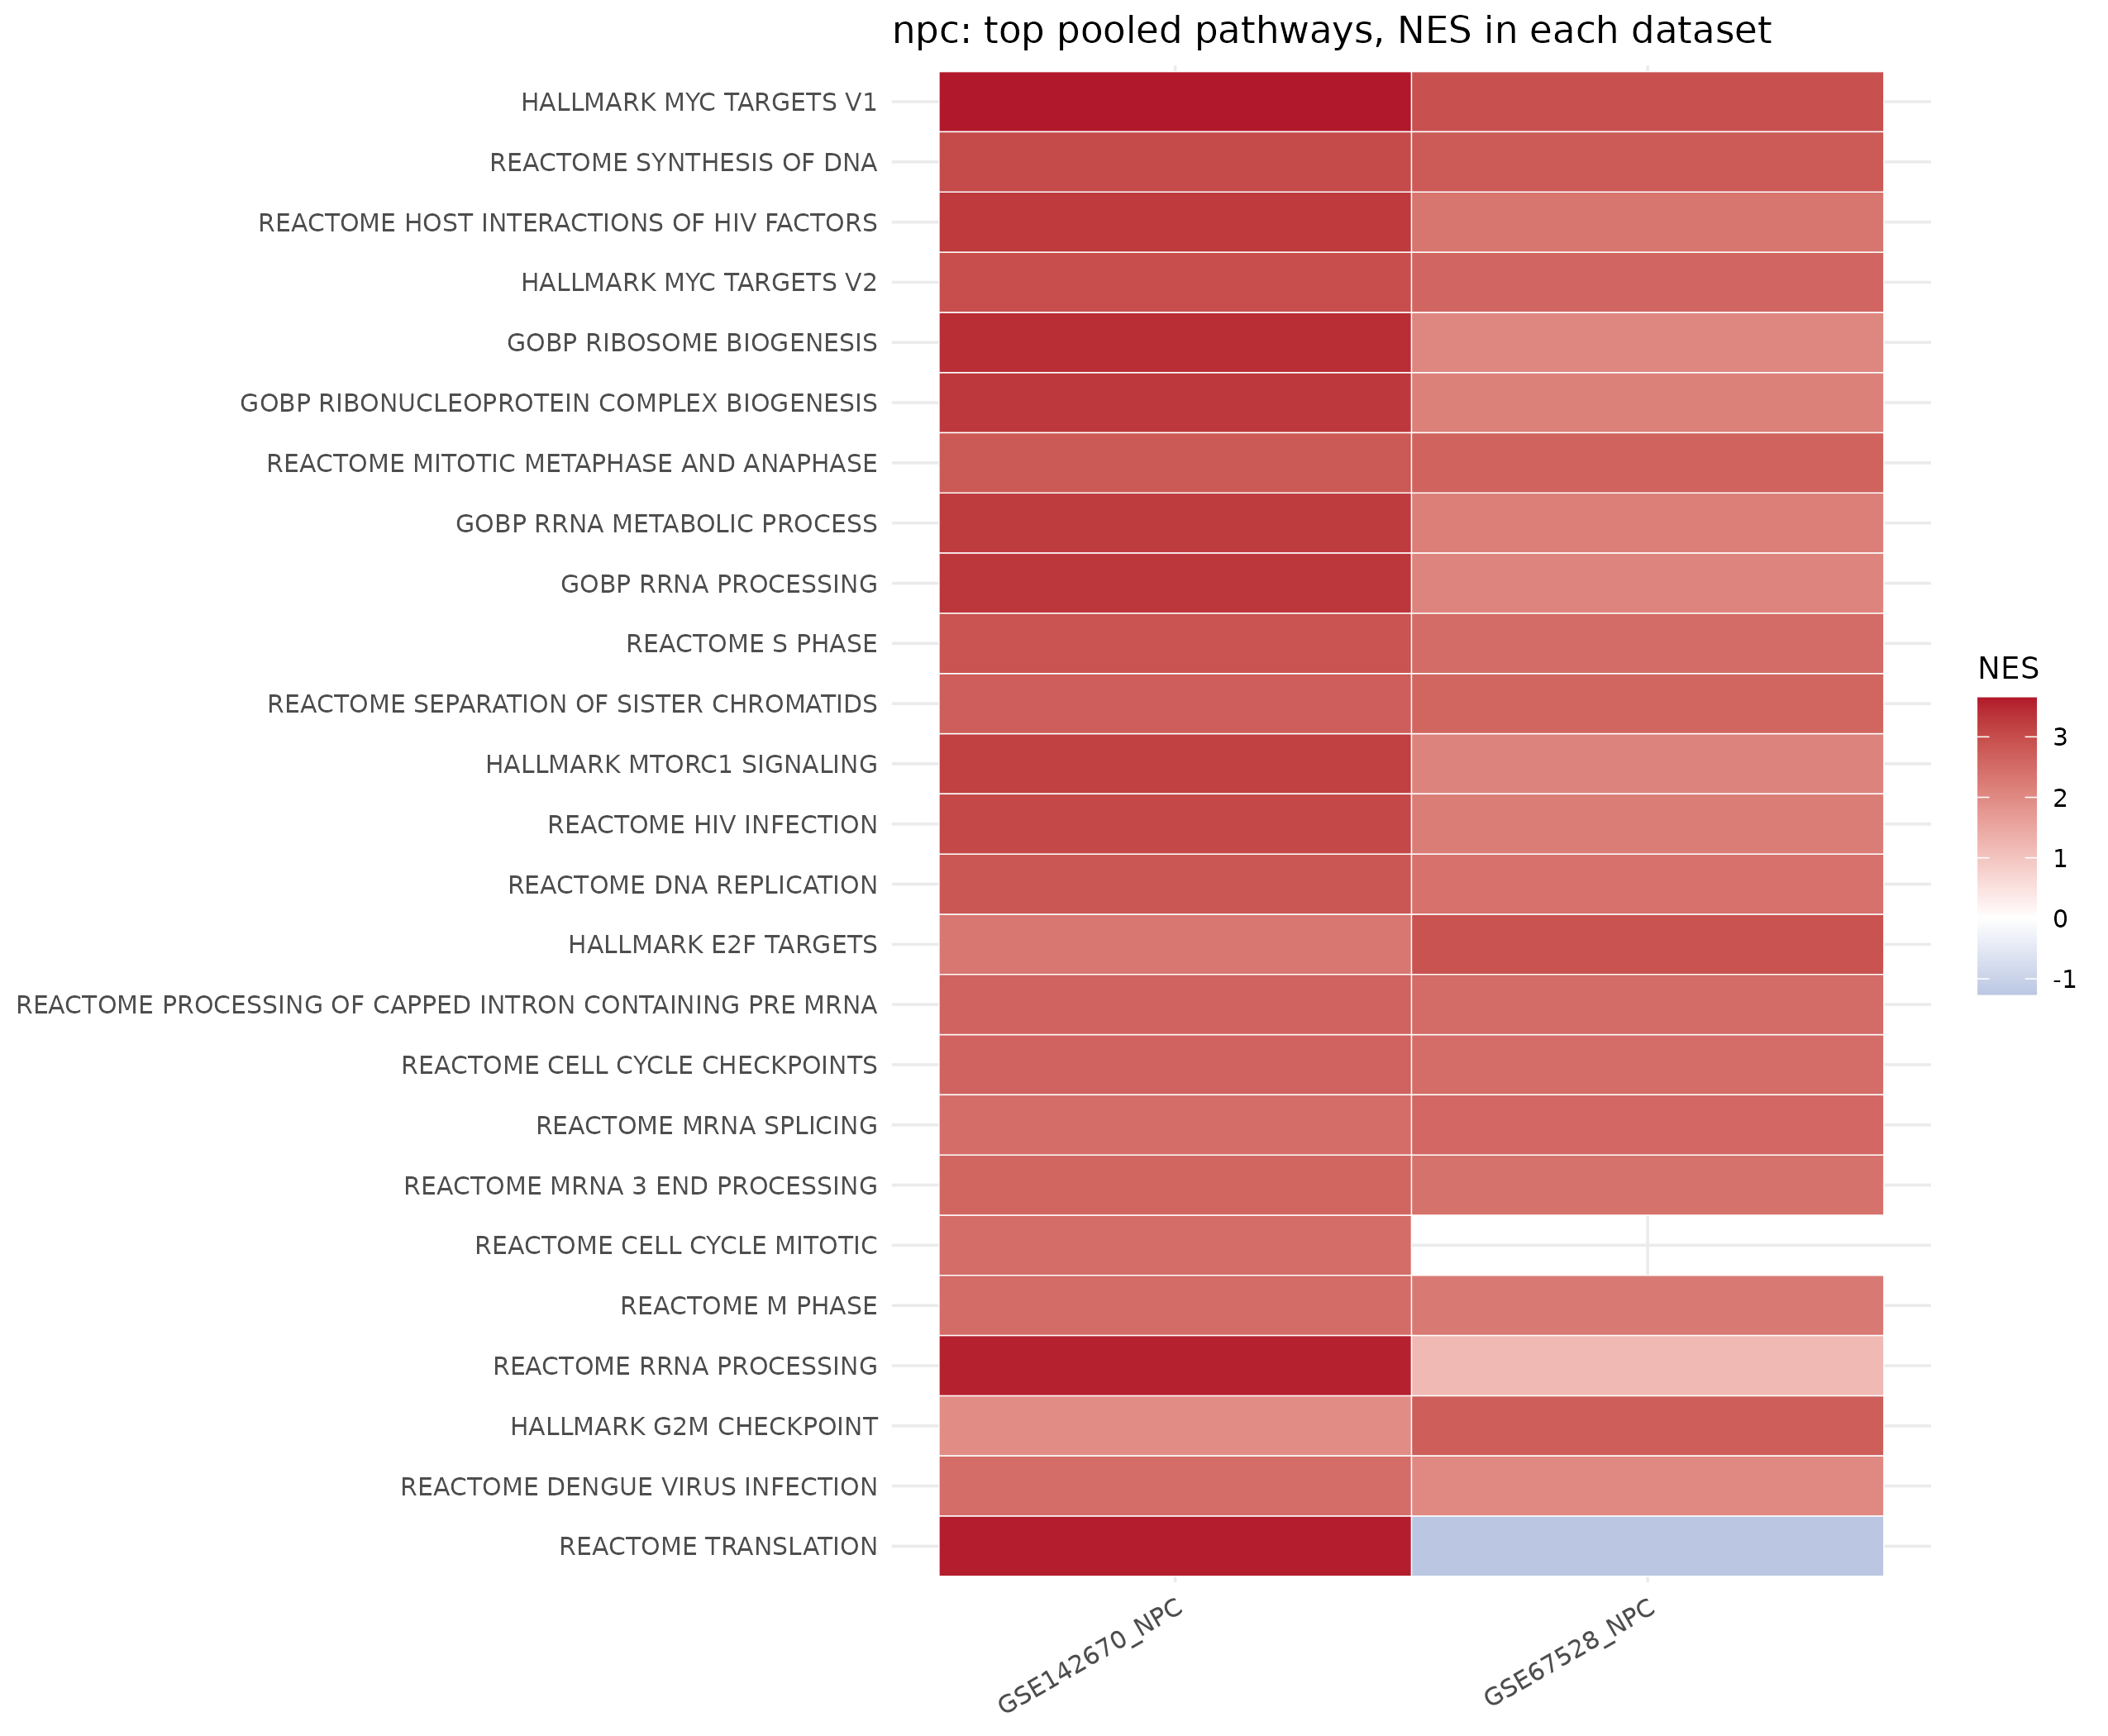 npc: top pooled pathways, NES in each dataset
HALLMARK MYC TARGETS V1
REACTOME SYNTHESIS OF DNA
REACTOME HOST INTERACTIONS OF HIV FACTORS
HALLMARK MYC TARGETS V2
GOBP RIBOSOME BIOGENESIS
GOBP RIBONUCLEOPROTEIN COMPLEX BIOGENESIS
REACTOME MITOTIC METAPHASE AND ANAPHASE
GOBP RRNA METABOLIC PROCESS
GOBP RRNA PROCESSING
REACTOME S PHASE
REACTOME SEPARATION OF SISTER CHROMATIDS
HALLMARK MTORC1 SIGNALING
REACTOME HIV INFECTION
REACTOME DNA REPLICATION
HALLMARK E2F TARGETS
REACTOME PROCESSING OF CAPPED INTRON CONTAINING PRE MRNA
REACTOME CELL CYCLE CHECKPOINTS
REACTOME MRNA SPLICING
REACTOME MRNA 3 END PROCESSING
REACTOME CELL CYCLE MITOTIC
REACTOME M PHASE
REACTOME RRNA PROCESSING
HALLMARK G2M CHECKPOINT
REACTOME DENGUE VIRUS INFECTION
REACTOME TRANSLATION
GSE142670_NPC
GSE67528_NPC
NES
3
2
1
0
-1